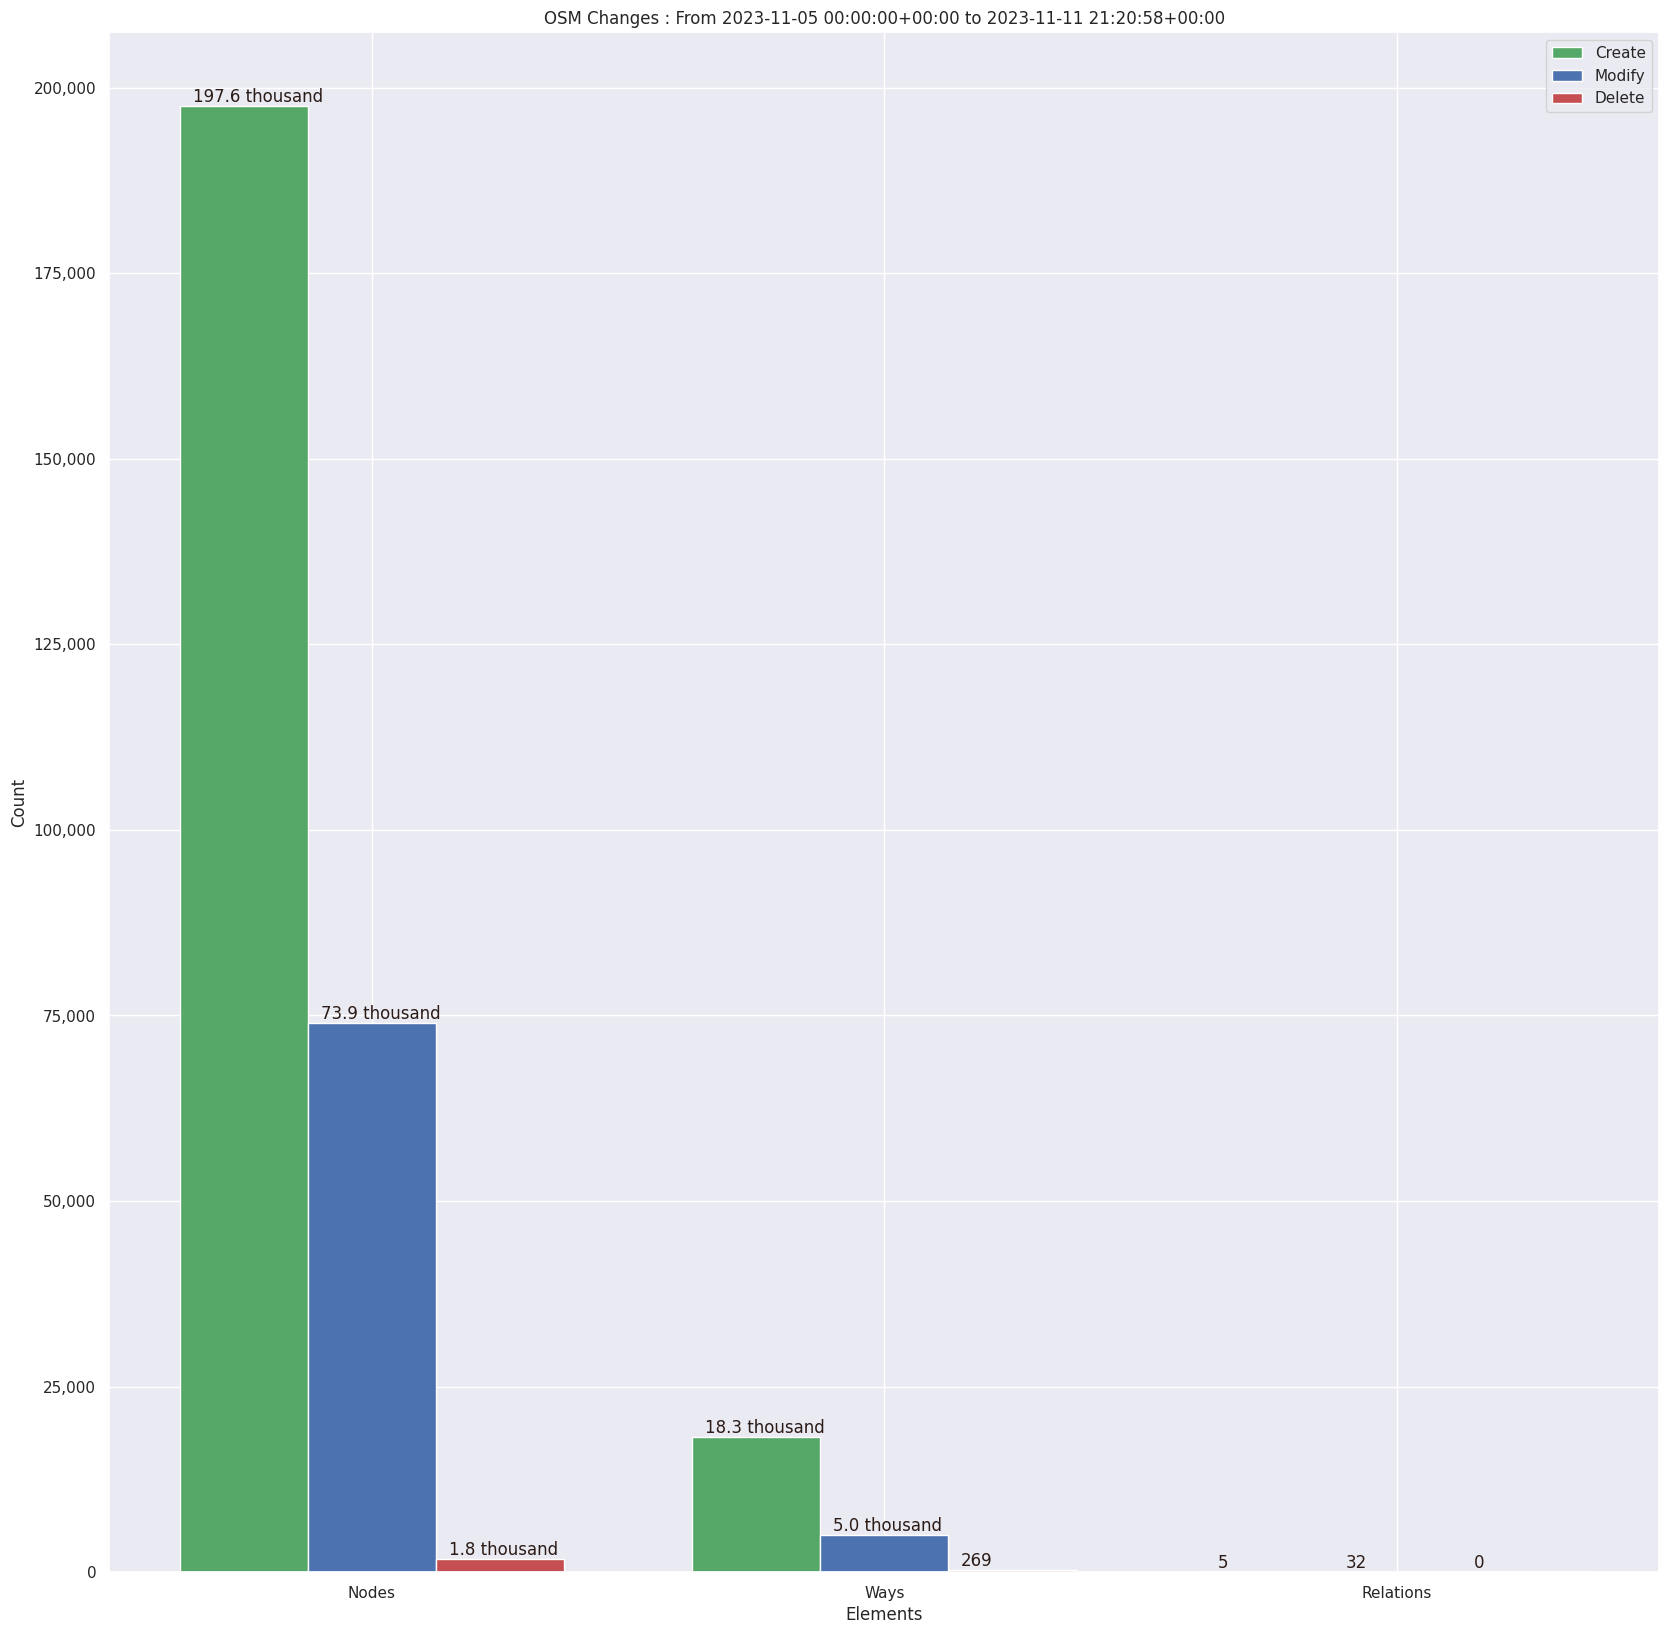 OSM Changes : From 2023-11-05 00:00:00+00:00 to 2023-11-11 21:20:58+00:00
Create
Modify
Delete
200,000
175,000
150,000
125,000
100,000
75,000
50,000
25,000
0
Count
197.6 thousand
73.9 thousand
1.8 thousand
18.3 thousand
5.0 thousand
269
5
32
0
Nodes
Ways
Relations
Elements